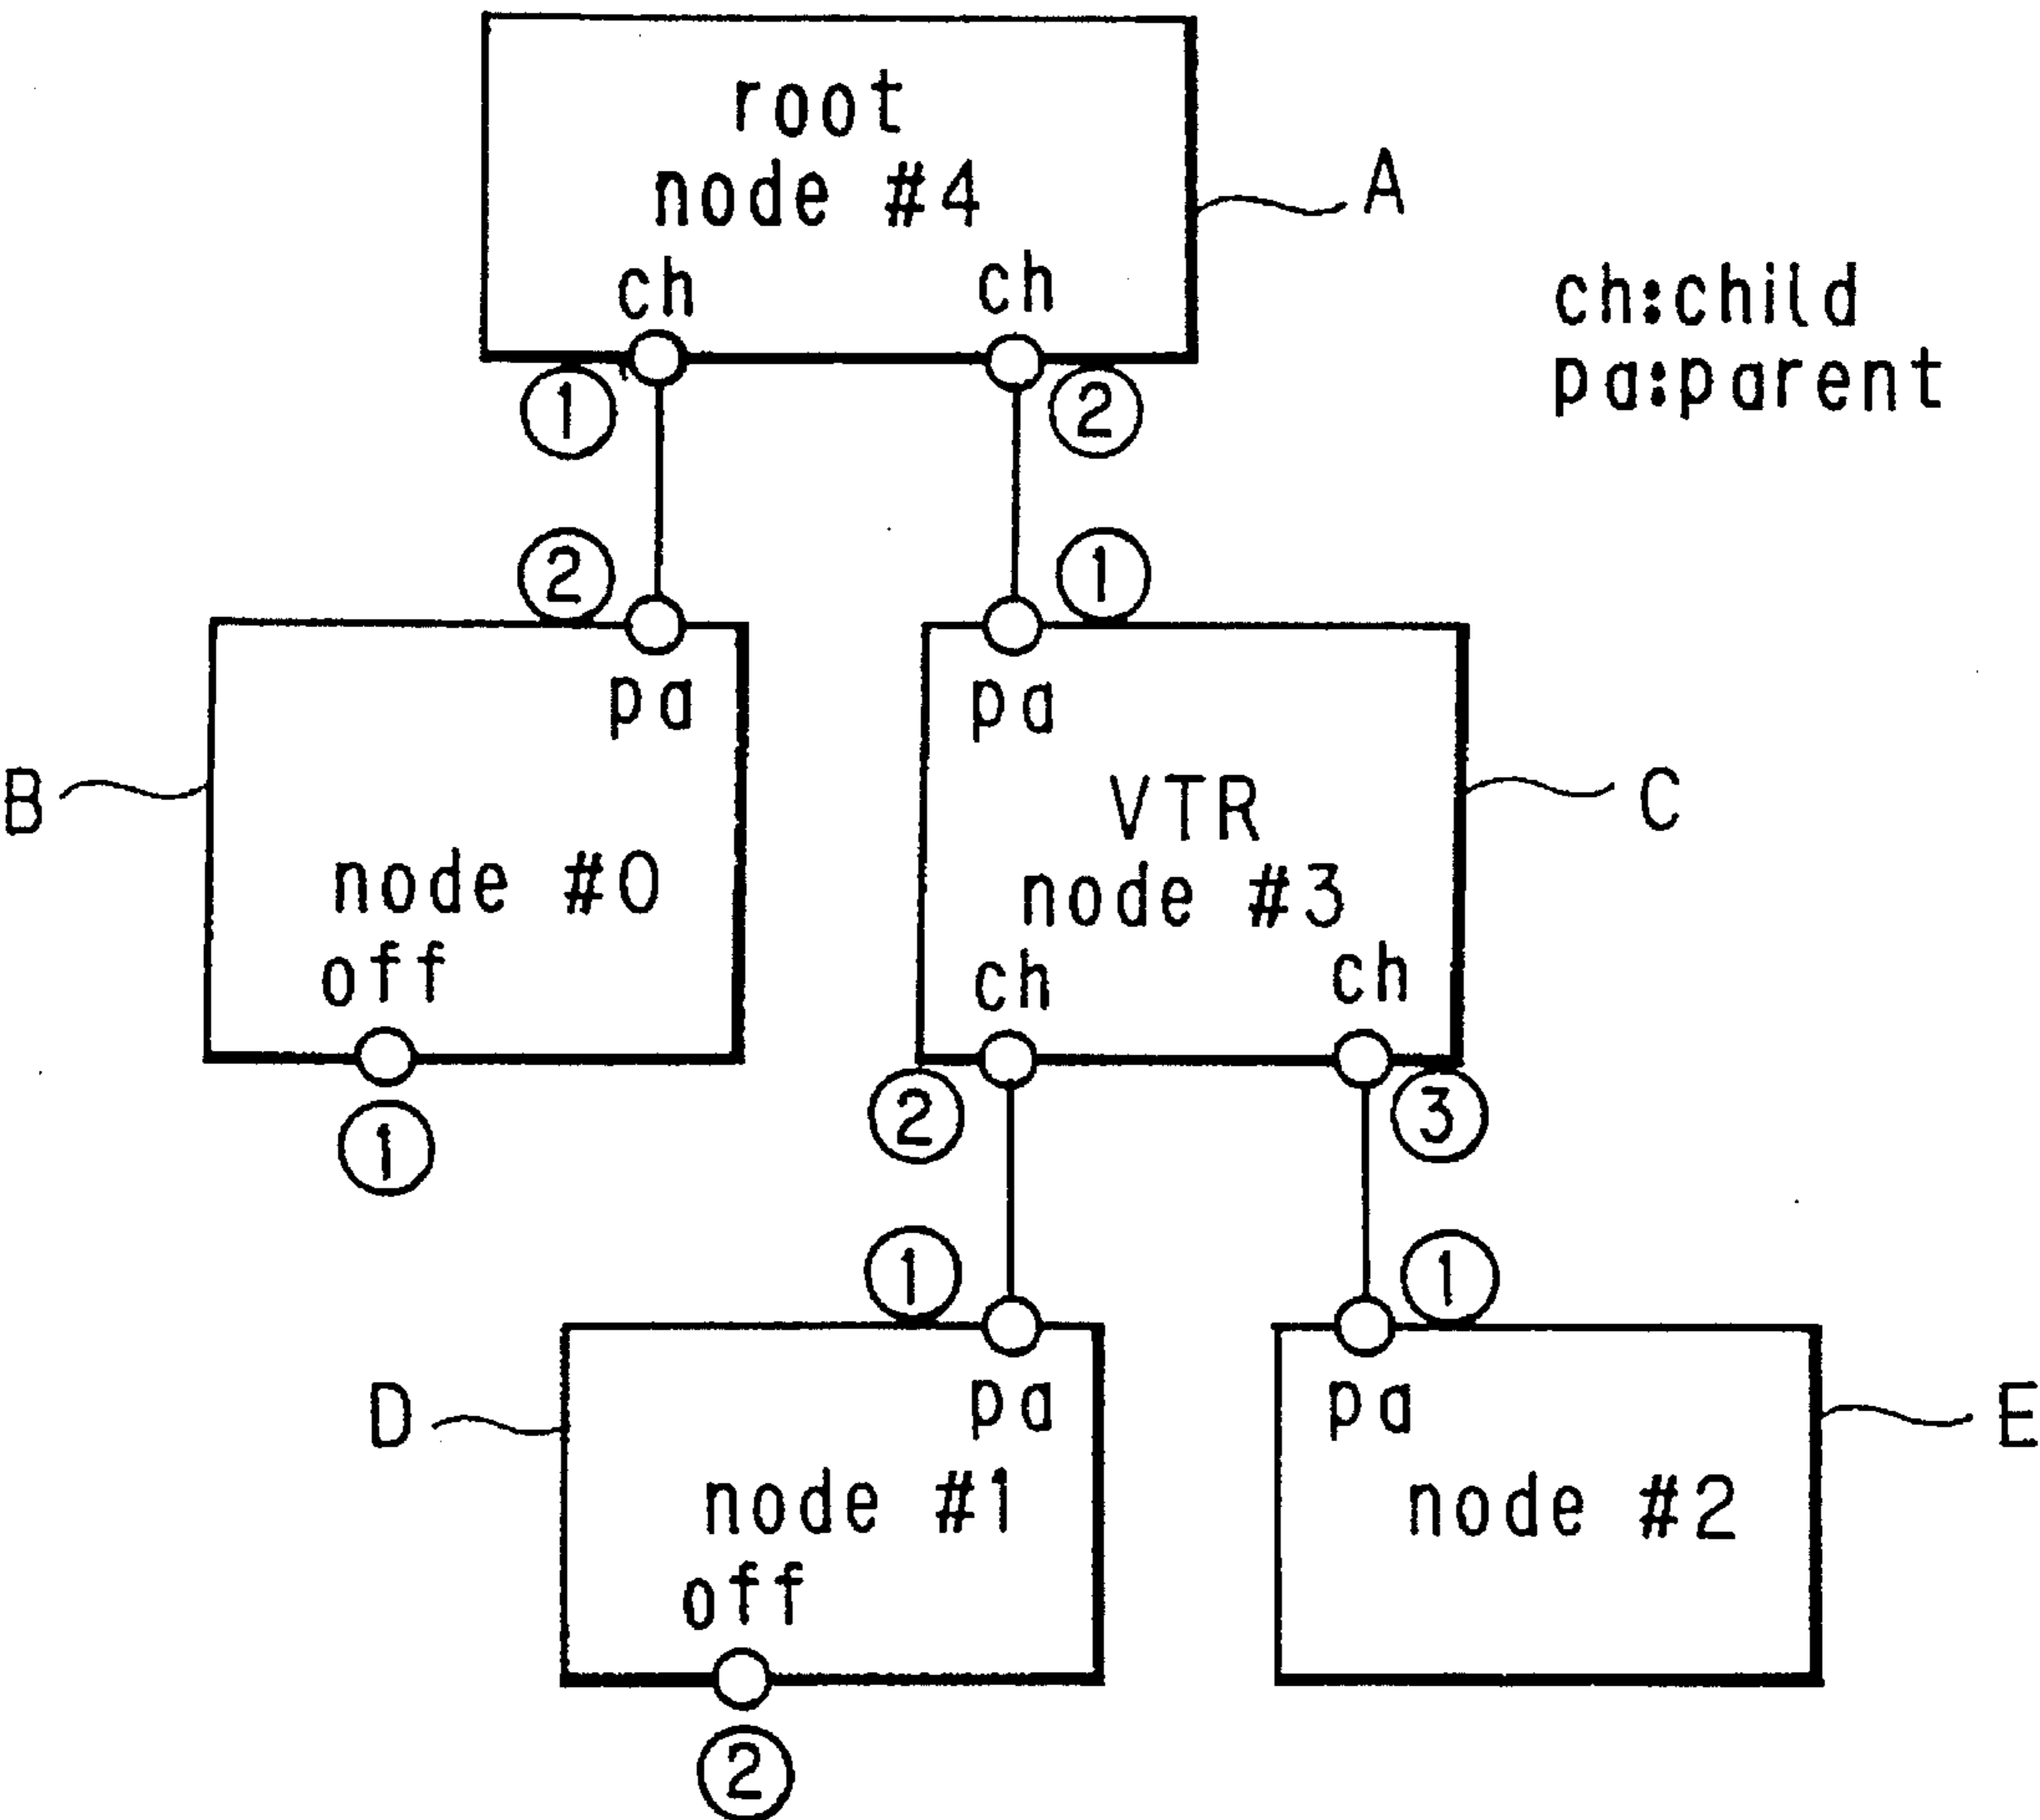 root
node #4
A
ch
ch
ch:child
pa:parent
①
②
②
①
pa
pa
B
VTR
C
node #0
node #3
off
ch
ch
①
②
③
①
①
pa
pa
D
E
node #1
node #2
off
②